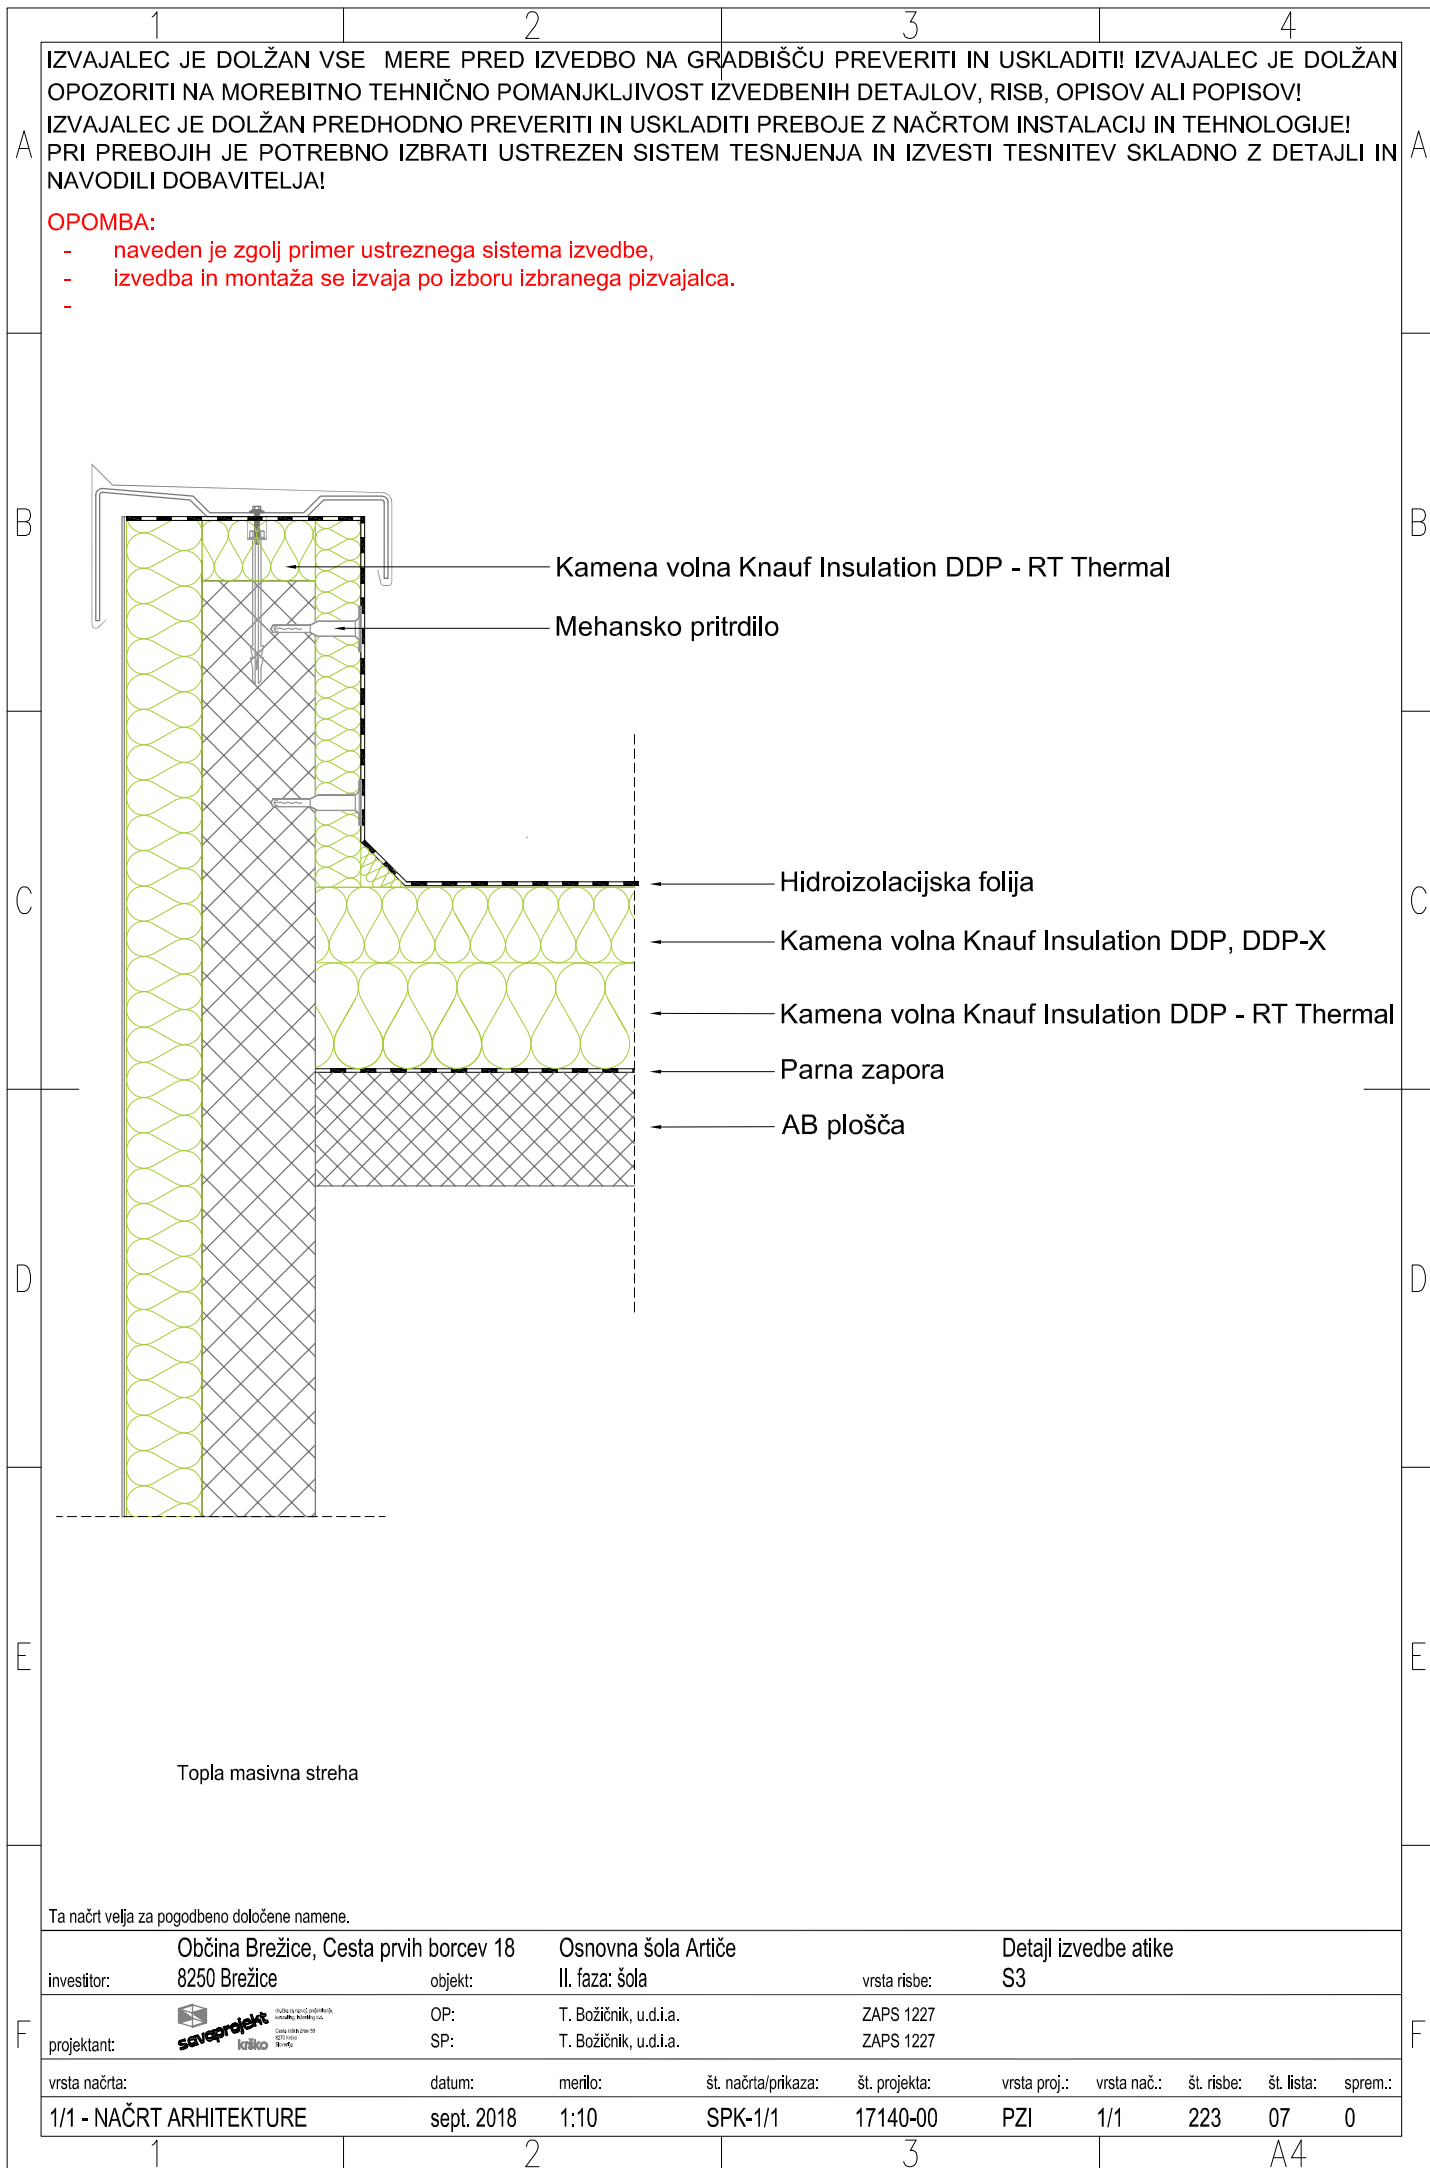 1 2 3 4
IZVAJALEC JE DOLŽAN VSE MERE PRED IZVEDBO NA GRADBIŠČU PREVERITI IN USKLADITI! IZVAJALEC JE DOLŽAN
OPOZORITI NA MOREBITNO TEHNIČNO POMANJKLJIVOST IZVEDBENIH DETAJLOV, RISB, OPISOV ALI POPISOV!
IZVAJALEC JE DOLŽAN PREDHODNO PREVERITI IN USKLADITI PREBOJE Z NAČRTOM INSTALACIJ IN TEHNOLOGIJE!
A A
PRI PREBOJIH JE POTREBNO IZBRATI USTREZEN SISTEM TESNJENJA IN IZVESTI TESNITEV SKLADNO Z DETAJLI IN
NAVODILI DOBAVITELJA!
OPOMBA:
- naveden je zgolj primer ustreznega sistema izvedbe,
- izvedba in montaža se izvaja po izboru izbranega pizvajalca.
-
B B
Kamena volna Knauf Insulation DDP - RT Thermal
Mehansko pritrdilo
Hidroizolacijska folija
C C
Kamena volna Knauf Insulation DDP, DDP-X
Kamena volna Knauf Insulation DDP - RT Thermal
Parna zapora
AB plošča
D D
E E
Topla masivna streha
Ta načrt velja za pogodbeno določene namene.
Občina Brežice, Cesta prvih borcev 18 Osnovna šola Artiče Detajl izvedbe atike
investitor: 8250 Brežice objekt: II. faza: šola vrsta risbe: S3
OP: T. Božičnik, u.d.i.a. ZAPS 1227
F F
projektant: savaprojekt krško SP: T. Božičnik, u.d.i.a. ZAPS 1227
vrsta načrta: datum: merilo: št. načrta/prikaza: št. projekta: vrsta proj.: vrsta nač.: št. risbe: št. lista: sprem.:
1/1 - NAČRT ARHITEKTURE sept. 2018 1:10 SPK-1/1 17140-00 PZI 1/1 223 07 0
1 2 3 A4